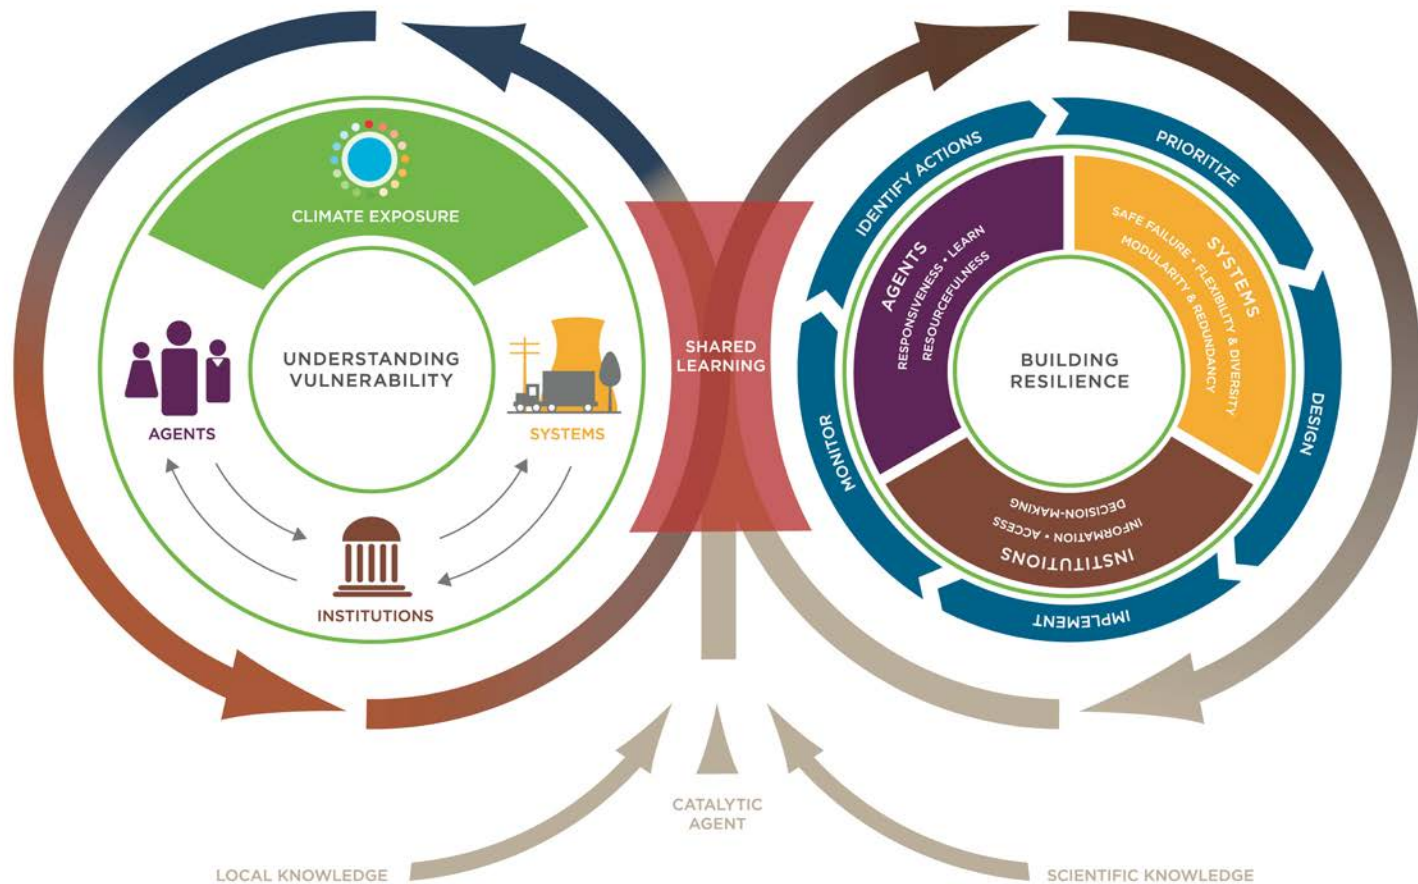 CLIMATE EXPOSURE
UNDERSTANDING
VULNERABILITY
AGENTS
SYSTEMS
INSTITUTIONS
SHARED
LEARNING
IDENTIFY ACTIONS
PRIORITIZE
DESIGN
IMPLEMENT
MONITOR
AGENTS
RESPONSIVENESS • LEARN
RESOURCEFULNESS
SYSTEMS
SAFE FAILURE • FLEXIBILITY & DIVERSITY
MODULARITY & REDUNDANCY
BUILDING
RESILIENCE
INSTITUTIONS
INFORMATION ACCESS •
DECISION-MAKING
CATALYTIC
AGENT
LOCAL KNOWLEDGE
SCIENTIFIC KNOWLEDGE